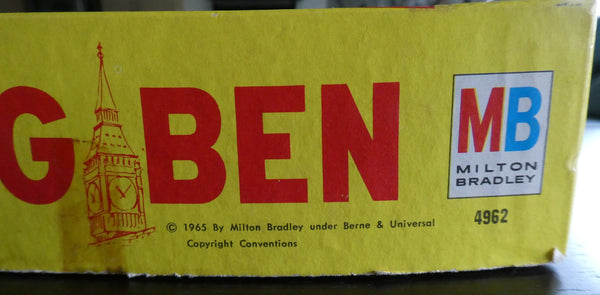 G BEN
MB
MILTON
BRADLEY
4962
© 1965 By Milton Bradley under Berne & Universal
Copyright Conventions